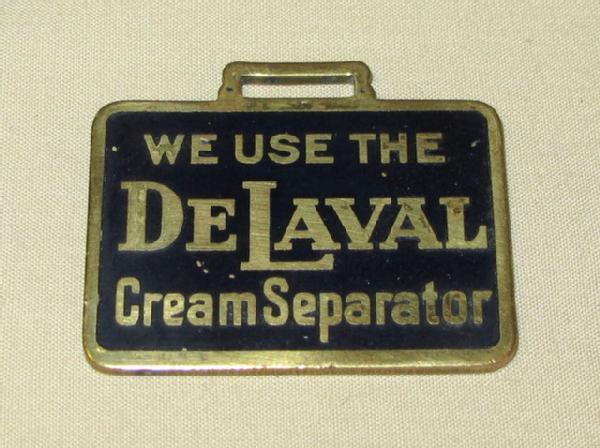 WE USE THE
DELAVAL
Cream Separator